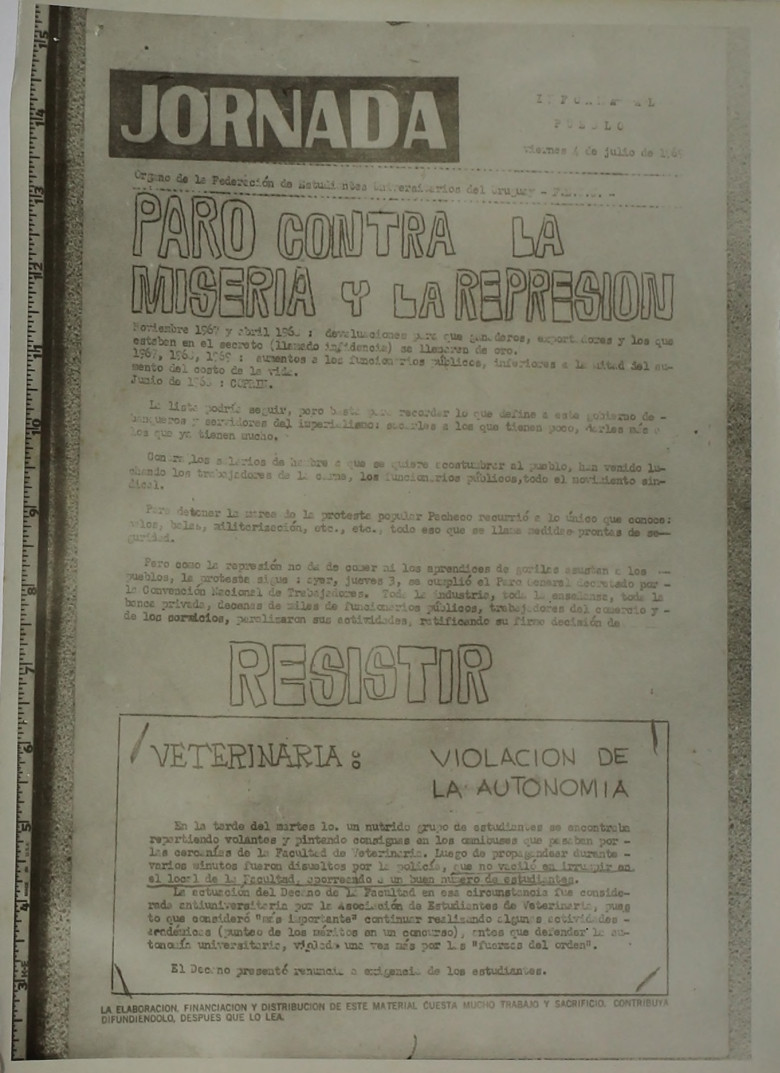 JORNADA
INFORMA AL
PUEBLO
viernes 4 de julio de 1969
Organo de la Federación de Estudiantes Universitarios del Uruguay - F.E.U.U. -
PARO CONTRA LA
MISERIA Y LA REPRESION
Noviembre 1967 y abril 1968 : devaluaciones para que ganaderos, exportadores y los que
estaban en el secreto (llamado infidencia) se llenaran de oro.
1967, 1968, 1969 : aumentos a los funcionarios públicos, inferiores a la mitad del au-
mento del costo de la vida.
Junio de 1968 : COPRIN.
La lista podría seguir, pero basta para recordar lo que define a este gobierno de -
banqueros y servidores del imperialismo: sacarles a los que tienen poco, darles más a
los que ya tienen mucho.
Contra los salarios de hambre a que se quiere acostumbrar al pueblo, han venido lu-
chando los trabajadores de la carne, los funcionarios públicos, todo el movimiento sin-
dical.
Para detener la marea de la protesta popular Pacheco recurrió a lo único que conoce:
palos, balas, militarización, etc., etc., todo eso que se llama medidas prontas de se-
guridad.
Pero como la represión no da de comer ni los aprendices de gorilas asustan a los --
pueblos, la protesta sigue : ayer, jueves 3, se cumplió el Paro General decretado por -
la Convención Nacional de Trabajadores. Toda la industria, toda la enseñanza, toda la
banca privada, decenas de miles de funcionarios públicos, trabajadores del comercio y -
de los servicios, paralizaron sus actividades, ratificando su firme decisión de
RESISTIR
VETERINARIA: VIOLACION DE
LA AUTONOMIA
En la tarde del martes 1o. un nutrido grupo de estudiantes se encontraba
repartiendo volantes y pintando consignas en los omnibuses que pasaban por -
las cercanías de la Facultad de Veterinaria. Luego de propagandear durante -
varios minutos fueron disueltos por la policía, que no vaciló en irrumpir en
el local de la Facultad, aporreando a un buen número de estudiantes.
La actuación del Decano de la Facultad en esa circunstancia fue conside-
rada antiuniversitaria por la Asociación de Estudiantes de Veterinaria, pues
to que consideró "más importante" continuar realizando algunas actividades -
académicas (punteo de los méritos en un concurso), antes que defender la au-
tonomía universitaria, violada una vez más por las "fuerzas del orden".
El Decano presentó renuncia a exigencia de los estudiantes.
LA ELABORACION, FINANCIACION Y DISTRIBUCION DE ESTE MATERIAL CUESTA MUCHO TRABAJO Y SACRIFICIO. CONTRIBUYA
DIFUNDIENDOLO, DESPUES QUE LO LEA.